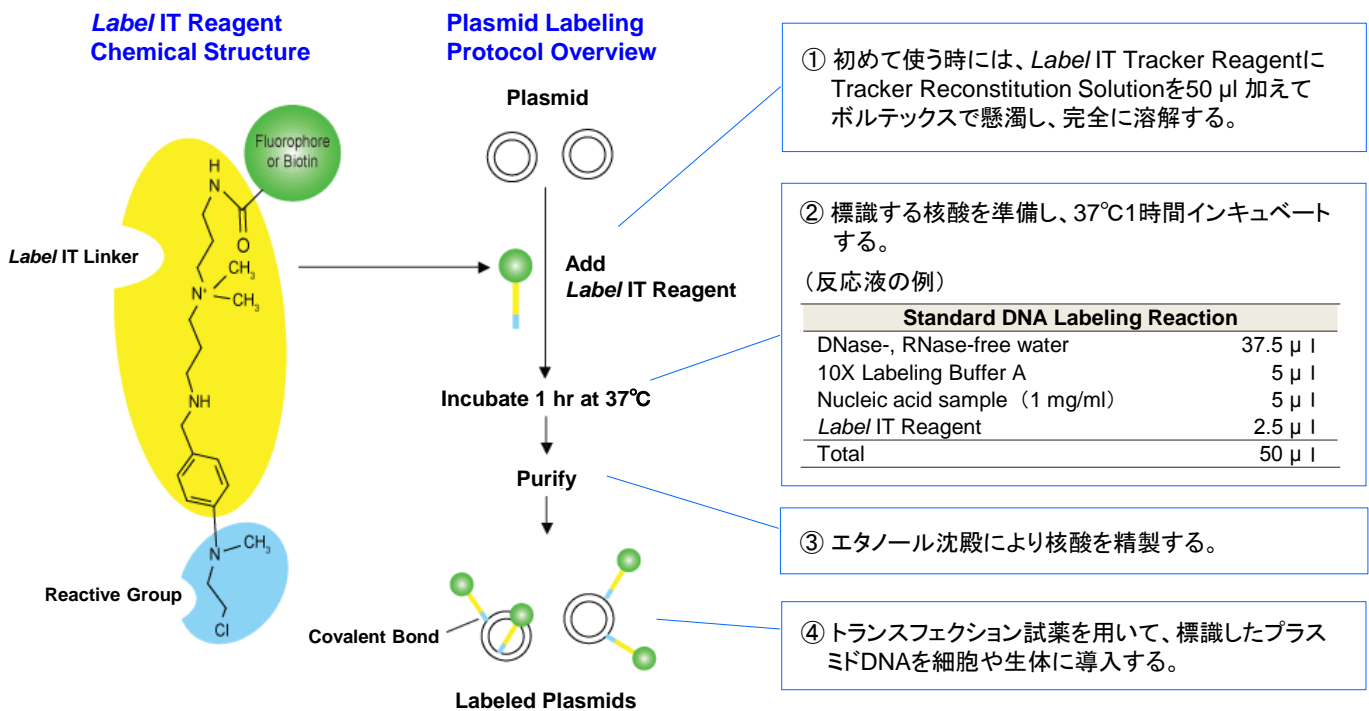 Label IT Reagent
Chemical Structure
Fluorophore
or Biotin
H
N
O
Label IT Linker
CH3
N+
CH3
NH
N
CH3
Reactive Group
Cl
Plasmid Labeling
Protocol Overview
Plasmid
Add
Label IT Reagent
Incubate 1 hr at 37℃
Purify
Covalent Bond
Labeled Plasmids
① 初めて使う時には、Label IT Tracker Reagentに
Tracker Reconstitution Solutionを50 µl 加えて
ボルテックスで懸濁し、完全に溶解する。
② 標識する核酸を準備し、37℃1時間インキュベート
する。
（反応液の例）
Standard DNA Labeling Reaction
DNase-, RNase-free water 37.5 μ l
10X Labeling Buffer A 5 μ l
Nucleic acid sample（1 mg/ml） 5 μ l
Label IT Reagent 2.5 μ l
Total 50 μ l
③ エタノール沈殿により核酸を精製する。
④ トランスフェクション試薬を用いて、標識したプラス
ミドDNAを細胞や生体に導入する。